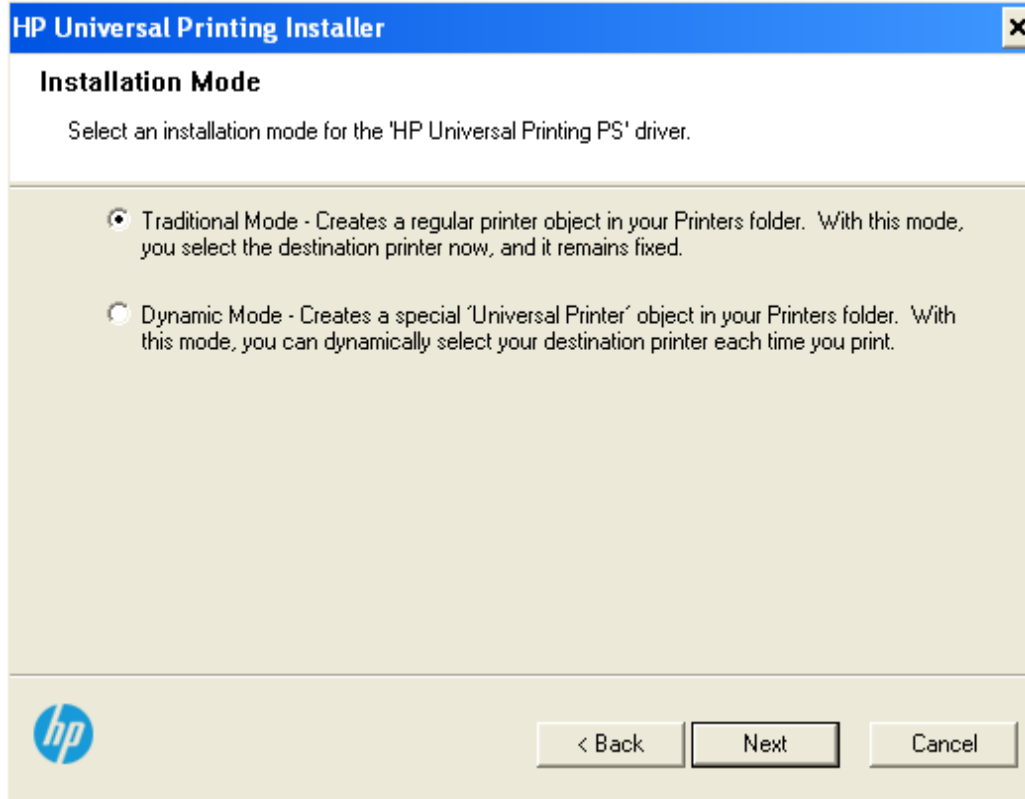 HP Universal Printing Installer
Installation Mode
Select an installation mode for the 'HP Universal Printing PS' driver.
Traditional Mode - Creates a regular printer object in your Printers folder.  With this mode,
you select the destination printer now, and it remains fixed.
Dynamic Mode - Creates a special ´Universal Printer´ object in your Printers folder.  With
this mode, you can dynamically select your destination printer each time you print.
hp
< Back
Next
Cancel